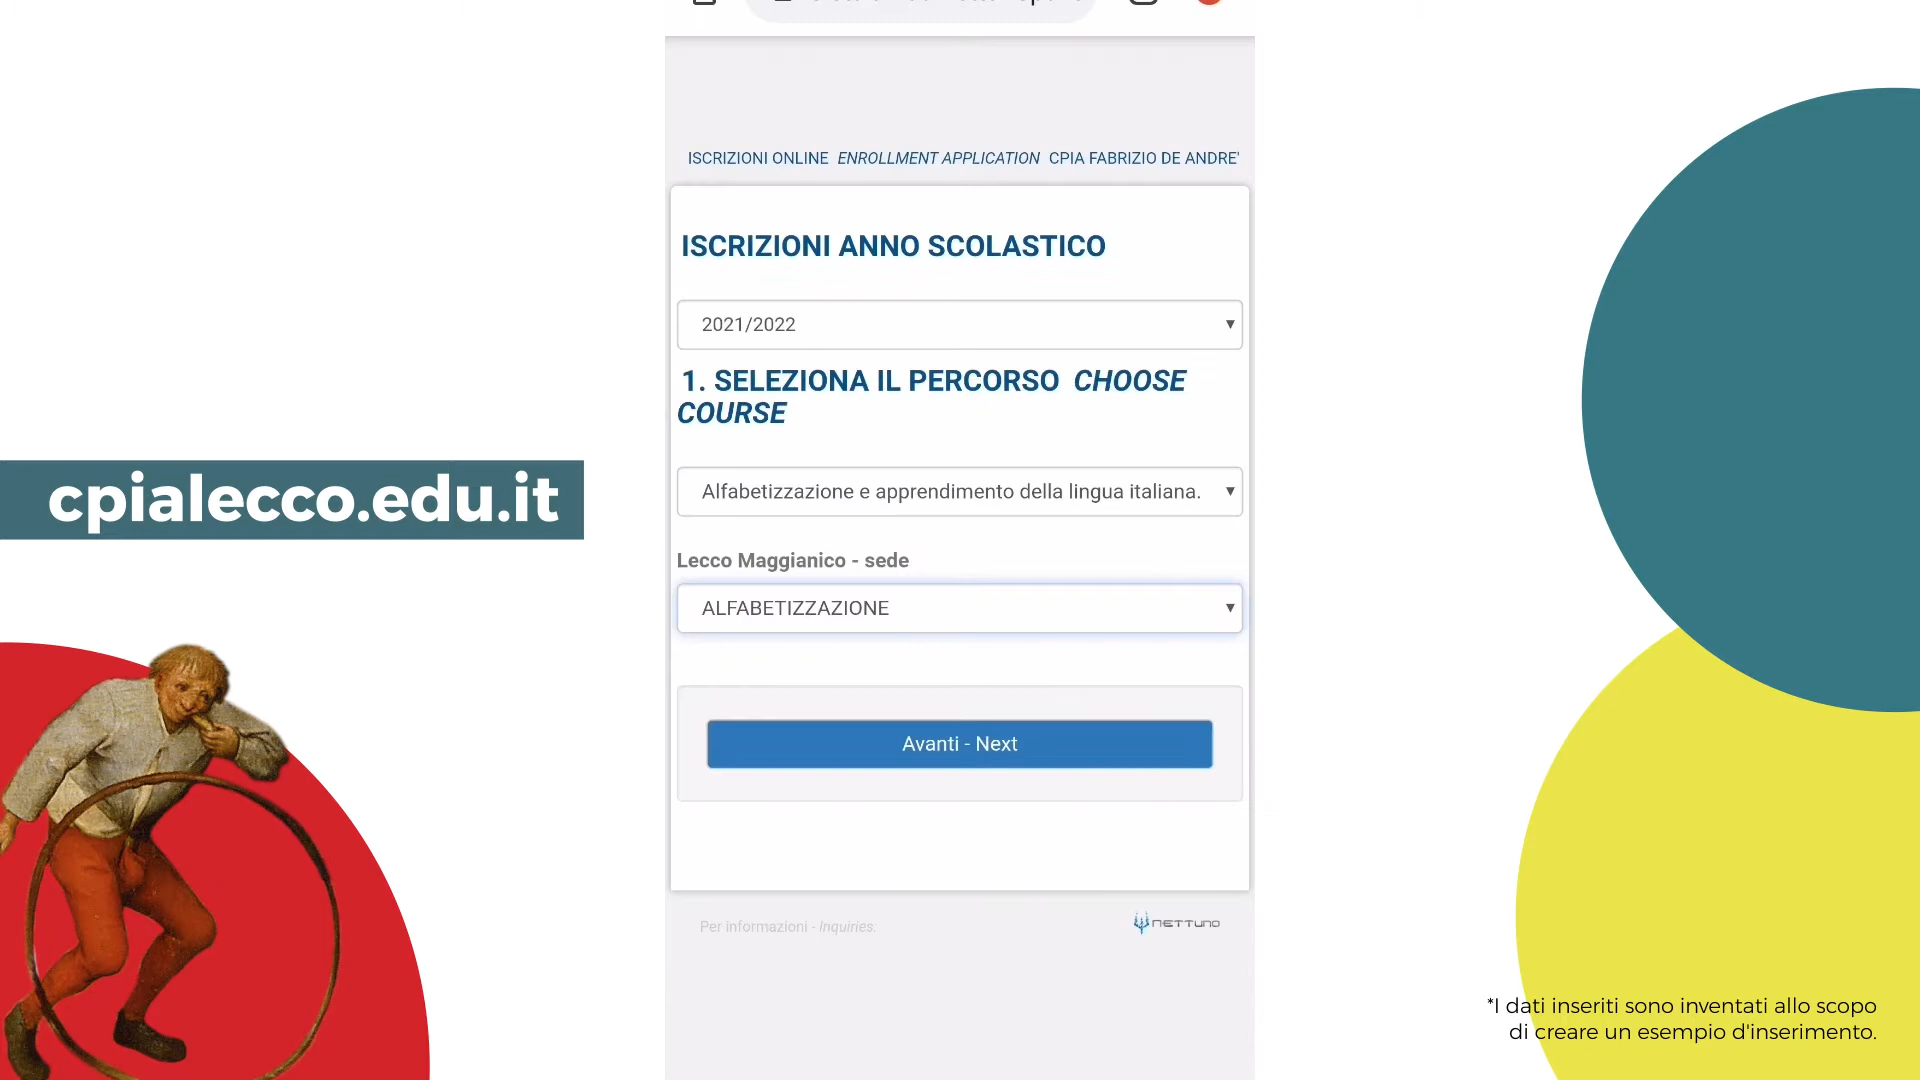 ISCRIZIONI ONLINE ENROLLMENT APPLICATION CPIA FABRIZIO DE ANDRE'
ISCRIZIONI ANNO SCOLASTICO
2021/2022
1. SELEZIONA IL PERCORSO CHOOSE
COURSE
Alfabetizzazione e apprendimento della lingua italiana.
Lecco Maggianico - sede
ALFABETIZZAZIONE
Avanti - Next
Per informazioni - Inquiries.
NETTUNO
cpialecco.edu.it
*I dati inseriti sono inventati allo scopo
di creare un esempio d'inserimento.